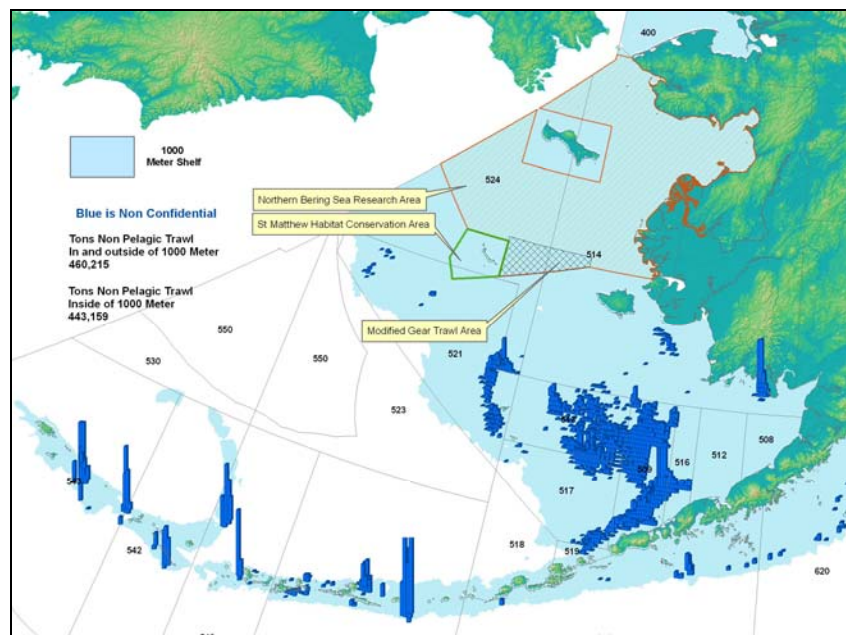 400
1000
Meter Shelf
524
Northern Bering Sea Research Area
St Matthew Habitat Conservation Area
Blue is Non Confidential
Tons Non Pelagic Trawl
In and outside of 1000 Meter
460,215
514
Tons Non Pelagic Trawl
Inside of 1000 Meter
443,159
Modified Gear Trawl Area
550
550
521
530
523
508
516
512
509
517
542
518
519
620